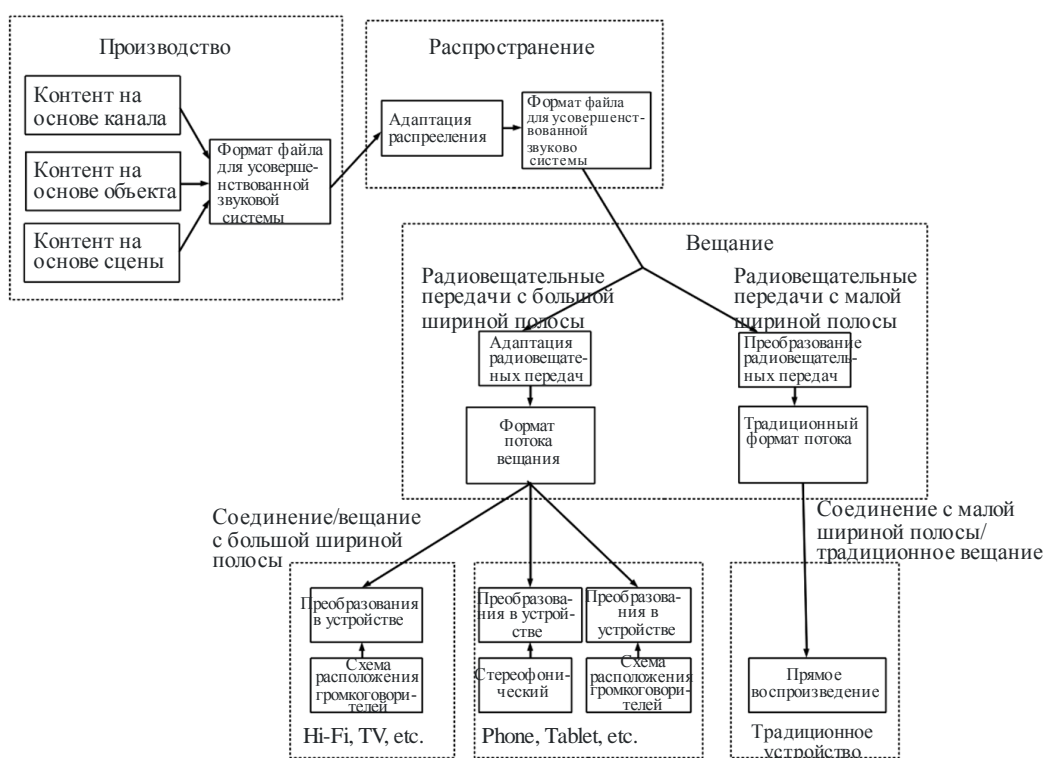 Производство
Контент на
основе канала
Контент на
основе объекта
Контент на
основе сцены
Формат файла
для усоверше-
нствованной
звуковой
системы
Распространение
Адаптация
распрееления
Формат файла
для усовершенст-
вованной
звуково
системы
Вещание
Радиовещательные
передачи с большой
шириной полосы
Радиовещательные
передачи с малой
шириной полосы
Адаптация
радиовещате-
ных передач
Преобразование
радиовещатель-
ных передач
Формат
потока
вещания
Традиционный
формат потока
Соединение/вещание
с большой шириной
полосы
Соединение с малой
шириной полосы/
традиционное вещание
Преобразования
в устройстве
Схема
расположения
громкоговори-
телей
Hi-Fi, TV, etc.
Преобразова-
ния в устрой-
стве
Стереофони-
ческий
Преобразова-
ния в
устройстве
Схема
расположения
громкоговори-
телей
Phone, Tablet, etc.
Прямое
воспроизведение
Традиционное
устройство